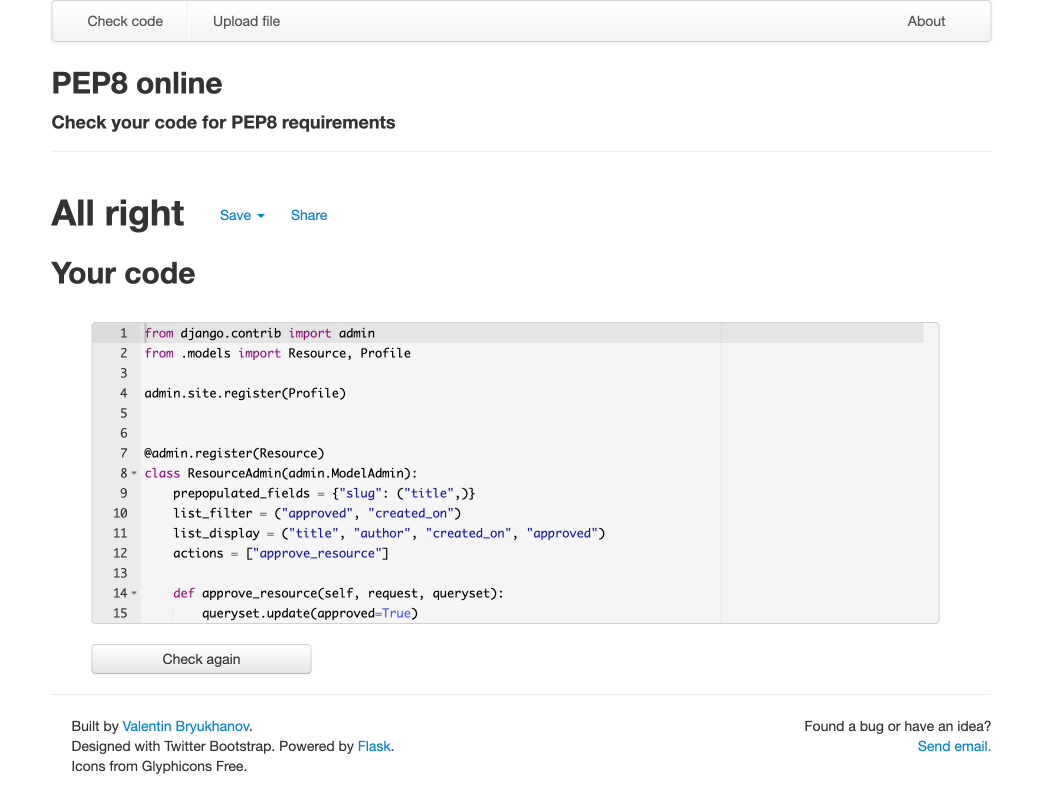 Check code Upload file About
PEP8 online
Check your code for PEP8 requirements
All right Save Share
Your code
1 from django.contrib import admin
2 from .models import Resource, Profile
3
4 admin.site.register(Profile)
5
6
7 @admin.register(Resource)
8 class ResourceAdmin(admin.ModelAdmin):
9     prepopulated_fields = {"slug": ("title",)}
10     list_filter = ("approved", "created_on")
11     list_display = ("title", "author", "created_on", "approved")
12     actions = ["approve_resource"]
13
14     def approve_resource(self, request, queryset):
15         queryset.update(approved=True)
Check again
Built by Valentin Bryukhanov. Found a bug or have an idea?
Designed with Twitter Bootstrap. Powered by Flask. Send email.
Icons from Glyphicons Free.